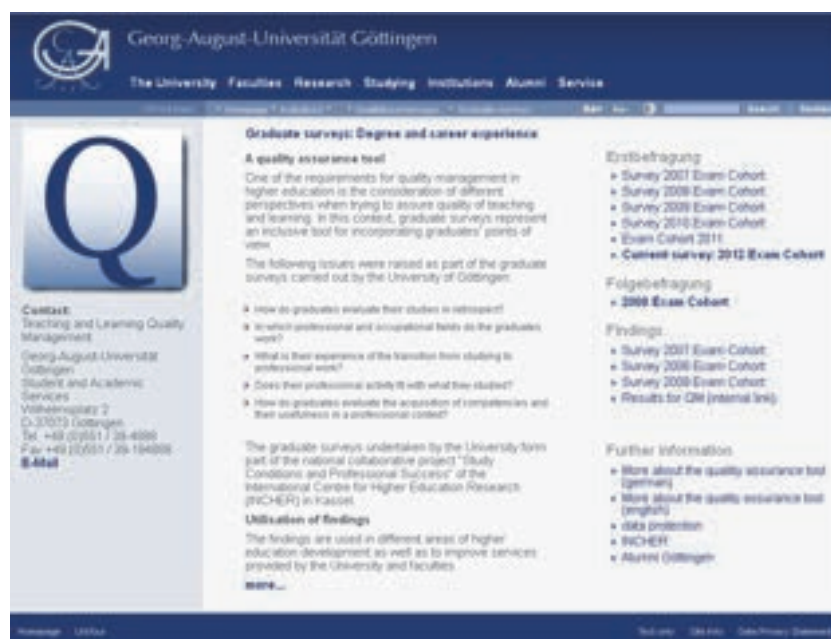 Georg-August-Universität Göttingen
The University Faculties Research Studying Institutions Alumni Service
Graduate surveys: Degree and career experience
A quality assurance tool
One of the requirements for quality management in
higher education is the consideration of different
perspectives when trying to assure quality of teaching
and learning. In this context, graduate surveys represent
an inclusive tool for incorporating graduates' points of
view.
The following issues were raised as part of the graduate
surveys carried out by the University of Göttingen:
How do graduates evaluate their studies in retrospect?
In which professional and occupational fields do the graduates
work?
What is their experience of the transition from studying to
professional work?
Does their professional activity fit with what they studied?
How do graduates evaluate the acquisition of competencies and
their usefulness in a professional context?
The graduate surveys undertaken by the University form
part of the national collaborative project "Study
Conditions and Professional Success" of the
International Centre for Higher Education Research
(INCHER) in Kassel.
Utilisation of findings
The findings are used in different areas of higher
education development as well as to improve services
provided by the University and faculties.
more...
Q
Contact:
Teaching and Learning Quality
Management
Georg-August-Universität
Göttingen
Student and Academic
Services
Wilhelmsplatz 2
D-37073 Göttingen
Tel. +49 (0)551 /
Fax +49 (0)551 /
E-Mail
Erstbefragung
» Survey 2007 Exam Cohort
» Survey 2008 Exam Cohort
» Survey 2009 Exam Cohort
» Survey 2010 Exam Cohort
» Exam Cohort 2011
» Current survey: 2012 Exam Cohort
Folgebefragung
» 2008 Exam Cohort
Findings
» Survey 2007 Exam Cohort
» Survey 2008 Exam Cohort
» Survey 2009 Exam Cohort
» Results for QM (internal link)
Further information
» More about the quality assurance tool
(german)
» More about the quality assurance tool
(english)
» data protection
» INCHER
» Alumni Göttingen
Homepage